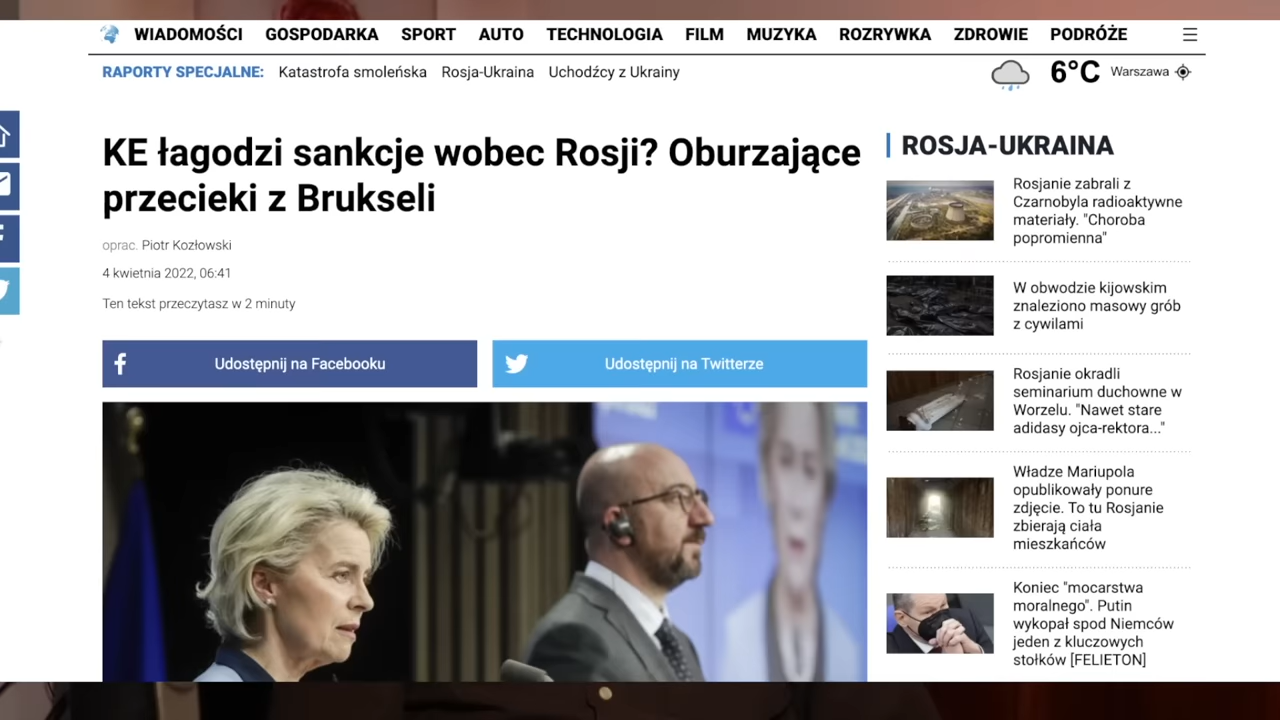 WIADOMOŚCI GOSPODARKA SPORT AUTO TECHNOLOGIA FILM MUZYKA ROZRYWKA ZDROWIE PODRÓŻE
RAPORTY SPECJALNE: Katastrofa smoleńska Rosja-Ukraina Uchodźcy z Ukrainy
6°C Warszawa
KE łagodzi sankcje wobec Rosji? Oburzające
przecieki z Brukseli
oprac. Piotr Kozłowski
4 kwietnia 2022, 06:41
Ten tekst przeczytasz w 2 minuty
Udostępnij na Facebooku
Udostępnij na Twitterze
ROSJA-UKRAINA
Rosjanie zabrali z
Czarnobyla radioaktywne
materiały. "Choroba
popromienna"
W obwodzie kijowskim
znaleziono masowy grób
z cywilami
Rosjanie okradli
seminarium duchowne w
Worzelu. "Nawet stare
adidasy ojca-rektora..."
Władze Mariupola
opublikowały ponure
zdjęcie. To tu Rosjanie
zbierają ciała
mieszkańców
Koniec "mocarstwa
moralnego". Putin
wykopał spod Niemców
jeden z kluczowych
stołków [FELIETON]